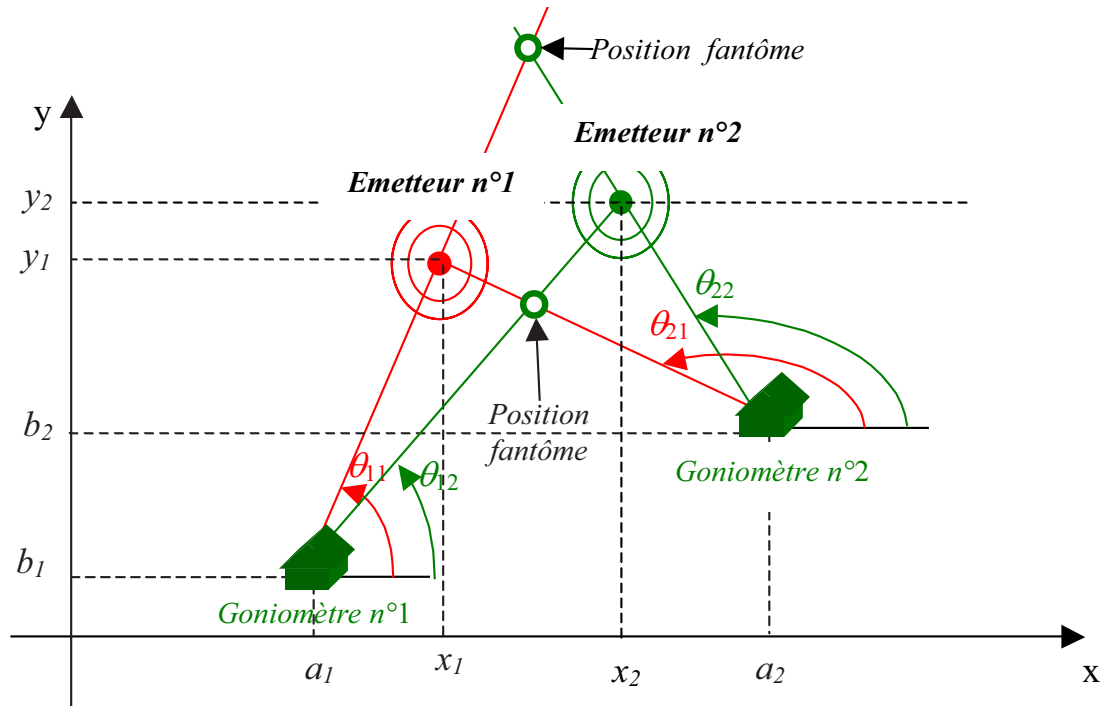 Position fantôme
y
Emetteur n°2
Emetteur n°1
y2
y1
θ22
θ21
Position
fantôme
b2
θ11
θ12
Goniomètre n°2
b1
Goniomètre n°1
a1
x1
x2
a2
x